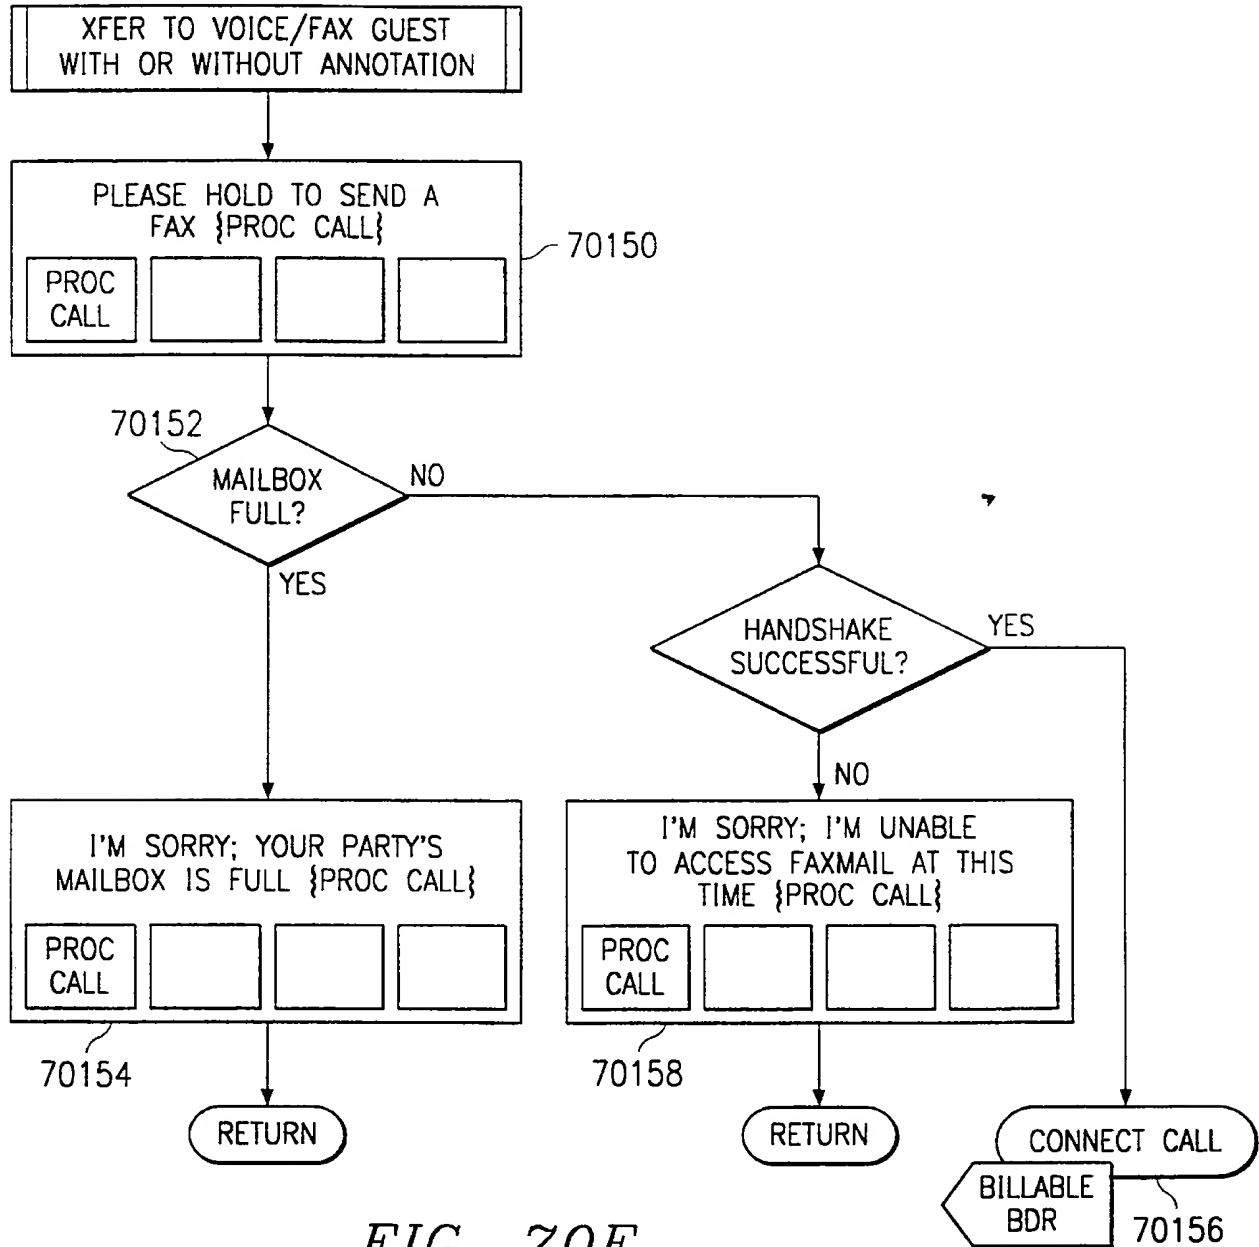 XFER TO VOICE/FAX GUEST
WITH OR WITHOUT ANNOTATION
PLEASE HOLD TO SEND A
FAX {PROC CALL}
70150
PROC
CALL
70152
MAILBOX
FULL?
NO
YES
HANDSHAKE
SUCCESSFUL?
YES
NO
I'M SORRY; YOUR PARTY'S
MAILBOX IS FULL {PROC CALL}
PROC
CALL
70154
I'M SORRY; I'M UNABLE
TO ACCESS FAXMAIL AT THIS
TIME {PROC CALL}
PROC
CALL
70158
RETURN
RETURN
CONNECT CALL
BILLABLE
BDR
70156